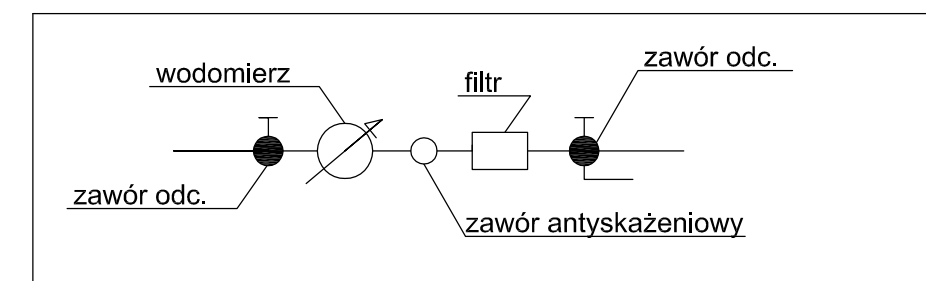 zawór odc.
wodomierz
filtr
zawór odc.
zawór antyskażeniowy